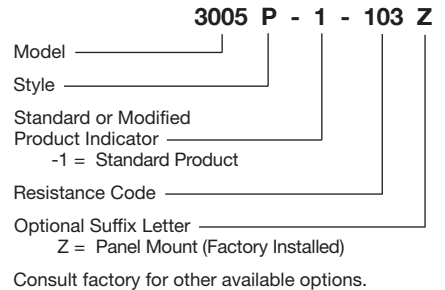 3005 P - 1 - 103 Z
Model
Style
Standard or Modified
Product Indicator
-1 = Standard Product
Resistance Code
Optional Suffix Letter
Z = Panel Mount (Factory Installed)
Consult factory for other available options.